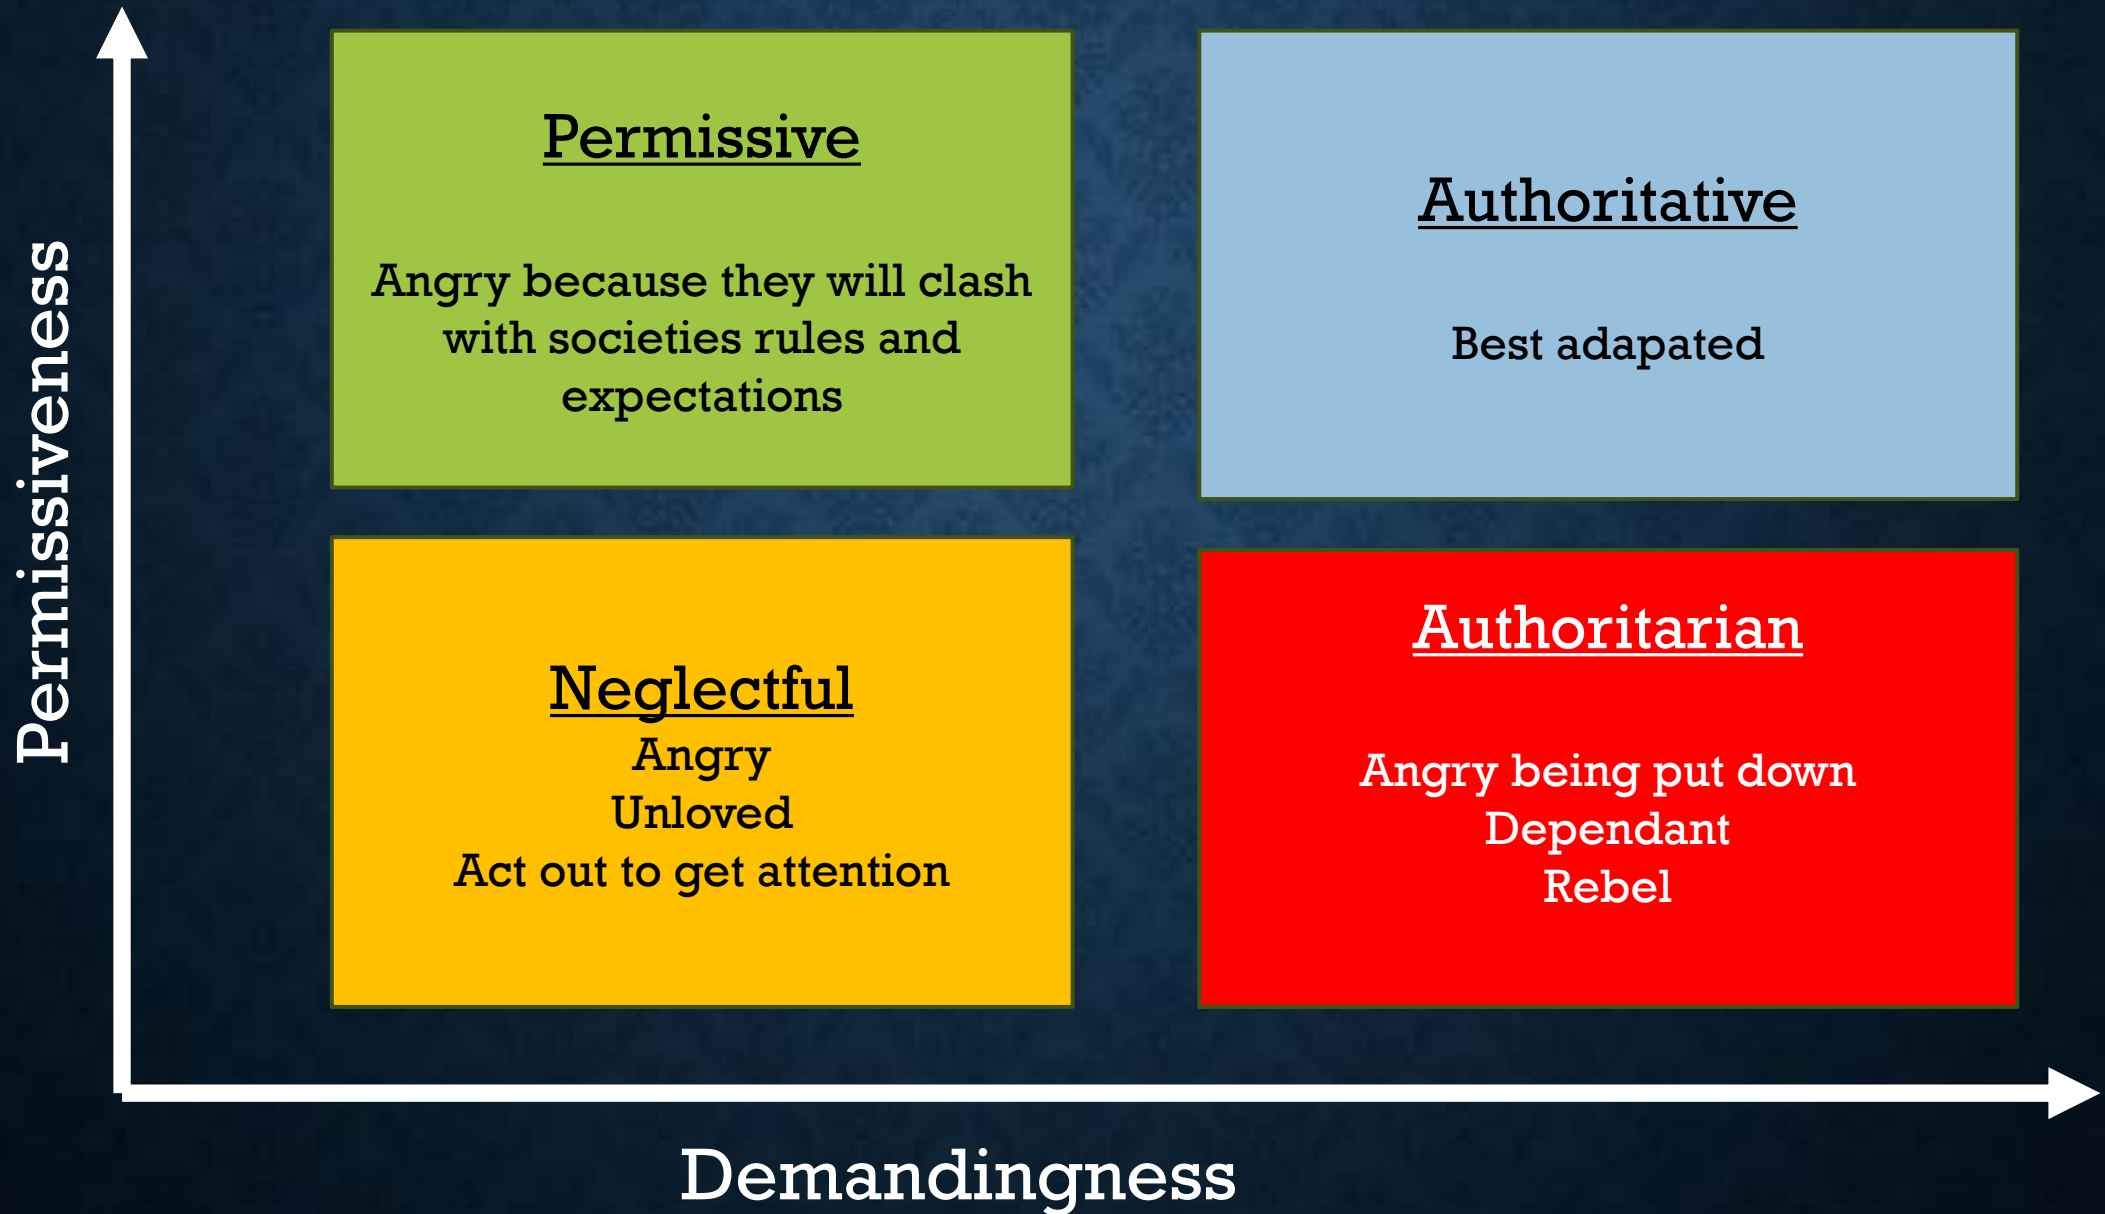 Permissiveness
Permissive
Angry because they will clash
with societies rules and
expectations
Authoritative
Best adapated
Neglectful
Angry
Unloved
Act out to get attention
Authoritarian
Angry being put down
Dependant
Rebel
Demandingness